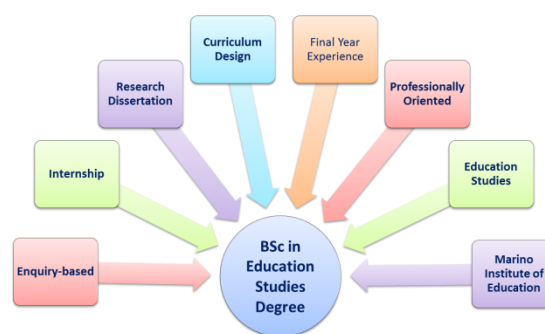 Curriculum
Design
Final Year
Experience
Research
Dissertation
Professionally
Oriented
Internship
Education
Studies
Enquiry-based
BSc in
Education
Studies
Degree
Marino
Institute of
Education